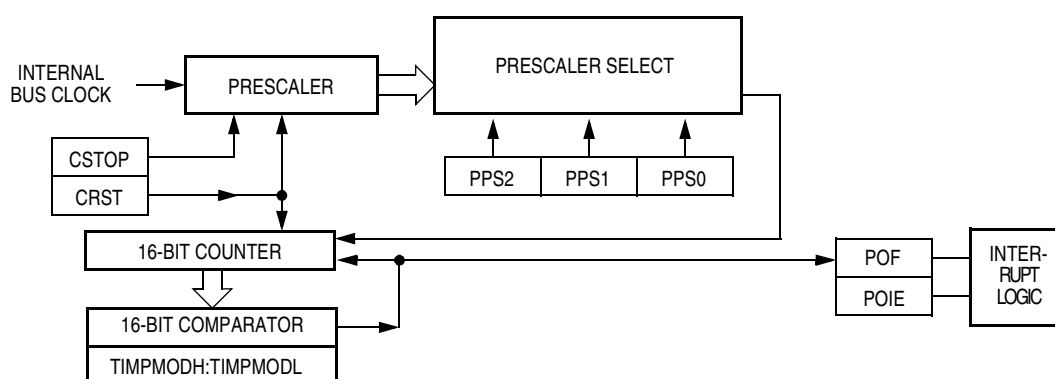 INTERNAL
BUS CLOCK
PRESCALER
PRESCALER SELECT
CSTOP
CRST
PPS2
PPS1
PPS0
16-BIT COUNTER
POF
POIE
INTER-
RUPT
LOGIC
16-BIT COMPARATOR
TIMPMODH:TIMPMODL